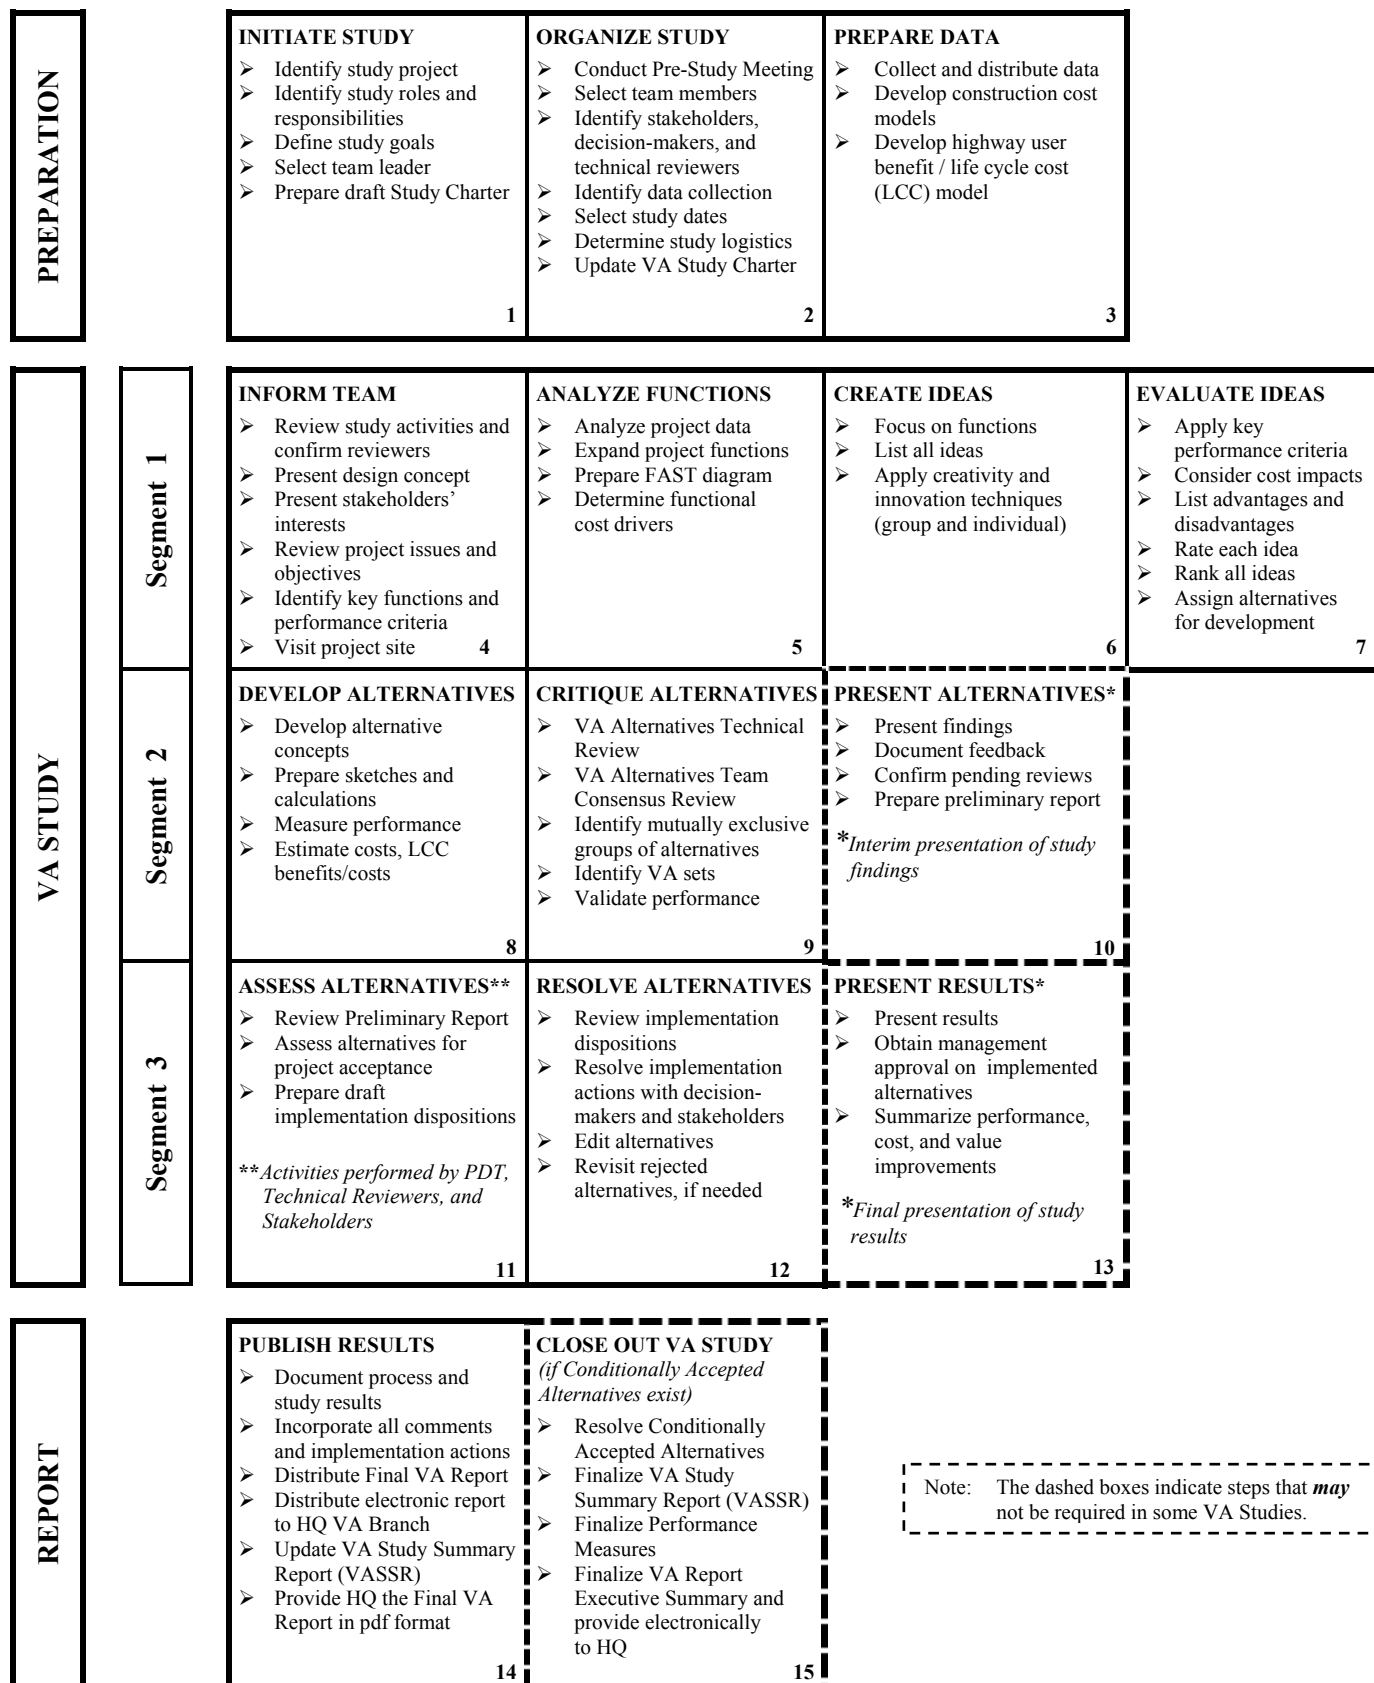 PREPARATION
INITIATE STUDY
➢ Identify study project
➢ Identify study roles and
responsibilities
➢ Define study goals
➢ Select team leader
➢ Prepare draft Study Charter
1
ORGANIZE STUDY
➢ Conduct Pre-Study Meeting
➢ Select team members
➢ Identify stakeholders,
decision-makers, and
technical reviewers
➢ Identify data collection
➢ Select study dates
➢ Determine study logistics
➢ Update VA Study Charter
2
PREPARE DATA
➢ Collect and distribute data
➢ Develop construction cost
models
➢ Develop highway user
benefit / life cycle cost
(LCC) model
3
VA STUDY
Segment 1
INFORM TEAM
➢ Review study activities and
confirm reviewers
➢ Present design concept
➢ Present stakeholders’
interests
➢ Review project issues and
objectives
➢ Identify key functions and
performance criteria
➢ Visit project site
4
ANALYZE FUNCTIONS
➢ Analyze project data
➢ Expand project functions
➢ Prepare FAST diagram
➢ Determine functional
cost drivers
5
CREATE IDEAS
➢ Focus on functions
➢ List all ideas
➢ Apply creativity and
innovation techniques
(group and individual)
6
EVALUATE IDEAS
➢ Apply key
performance criteria
➢ Consider cost impacts
➢ List advantages and
disadvantages
➢ Rate each idea
➢ Rank all ideas
➢ Assign alternatives
for development
7
Segment 2
DEVELOP ALTERNATIVES
➢ Develop alternative
concepts
➢ Prepare sketches and
calculations
➢ Measure performance
➢ Estimate costs, LCC
benefits/costs
8
CRITIQUE ALTERNATIVES
➢ VA Alternatives Technical
Review
➢ VA Alternatives Team
Consensus Review
➢ Identify mutually exclusive
groups of alternatives
➢ Identify VA sets
➢ Validate performance
9
PRESENT ALTERNATIVES*
➢ Present findings
➢ Document feedback
➢ Confirm pending reviews
➢ Prepare preliminary report
*Interim presentation of study
findings
10
Segment 3
ASSESS ALTERNATIVES**
➢ Review Preliminary Report
➢ Assess alternatives for
project acceptance
➢ Prepare draft
implementation dispositions
**Activities performed by PDT,
Technical Reviewers, and
Stakeholders
11
RESOLVE ALTERNATIVES
➢ Review implementation
dispositions
➢ Resolve implementation
actions with decision-
makers and stakeholders
➢ Edit alternatives
➢ Revisit rejected
alternatives, if needed
12
PRESENT RESULTS*
➢ Present results
➢ Obtain management
approval on implemented
alternatives
➢ Summarize performance,
cost, and value
improvements
*Final presentation of study
results
13
REPORT
PUBLISH RESULTS
➢ Document process and
study results
➢ Incorporate all comments
and implementation actions
➢ Distribute Final VA Report
➢ Distribute electronic report
to HQ VA Branch
➢ Update VA Study Summary
Report (VASSR)
➢ Provide HQ the Final VA
Report in pdf format
14
CLOSE OUT VA STUDY
(if Conditionally Accepted
Alternatives exist)
➢ Resolve Conditionally
Accepted Alternatives
➢ Finalize VA Study
Summary Report (VASSR)
➢ Finalize Performance
Measures
➢ Finalize VA Report
Executive Summary and
provide electronically
to HQ
15
Note: The dashed boxes indicate steps that may
not be required in some VA Studies.